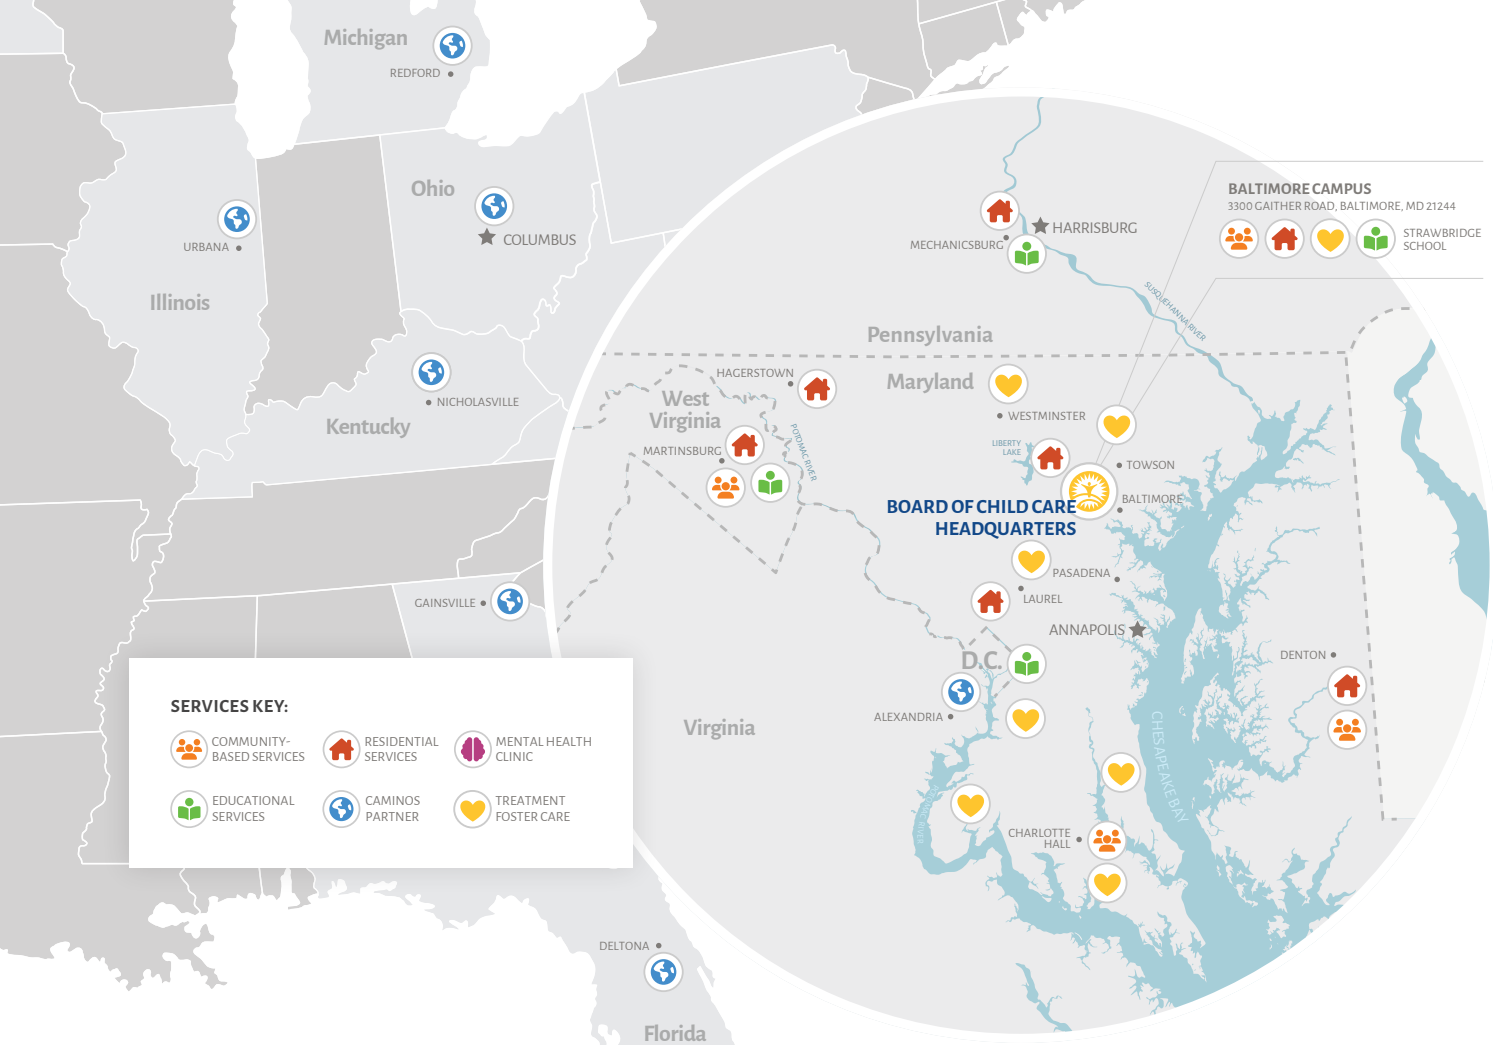 Michigan
REDFORD
Ohio
COLUMBUS
URBANA
Illinois
NICHOLASVILLE
Kentucky
GAINSVILLE
BALTIMORE CAMPUS
3300 GAITHER ROAD, BALTIMORE, MD 21244
STRAWBRIDGE
SCHOOL
HARRISBURG
MECHANICSBURG
SUSQUEHANNA RIVER
Pennsylvania
HAGERSTOWN
Maryland
West
Virginia
WESTMINSTER
MARTINSBURG
POTOMAC RIVER
LIBERTY
LAKE
TOWSON
BALTIMORE
BOARD OF CHILD CARE
HEADQUARTERS
PASADENA
LAUREL
ANNAPOLIS
D.C.
DENTON
ALEXANDRIA
Virginia
CHESAPEAKE BAY
POTOMAC RIVER
CHARLOTTE
HALL
SERVICES KEY:
COMMUNITY-
BASED SERVICES
RESIDENTIAL
SERVICES
MENTAL HEALTH
CLINIC
EDUCATIONAL
SERVICES
CAMINOS
PARTNER
TREATMENT
FOSTER CARE
DELTONA
Florida